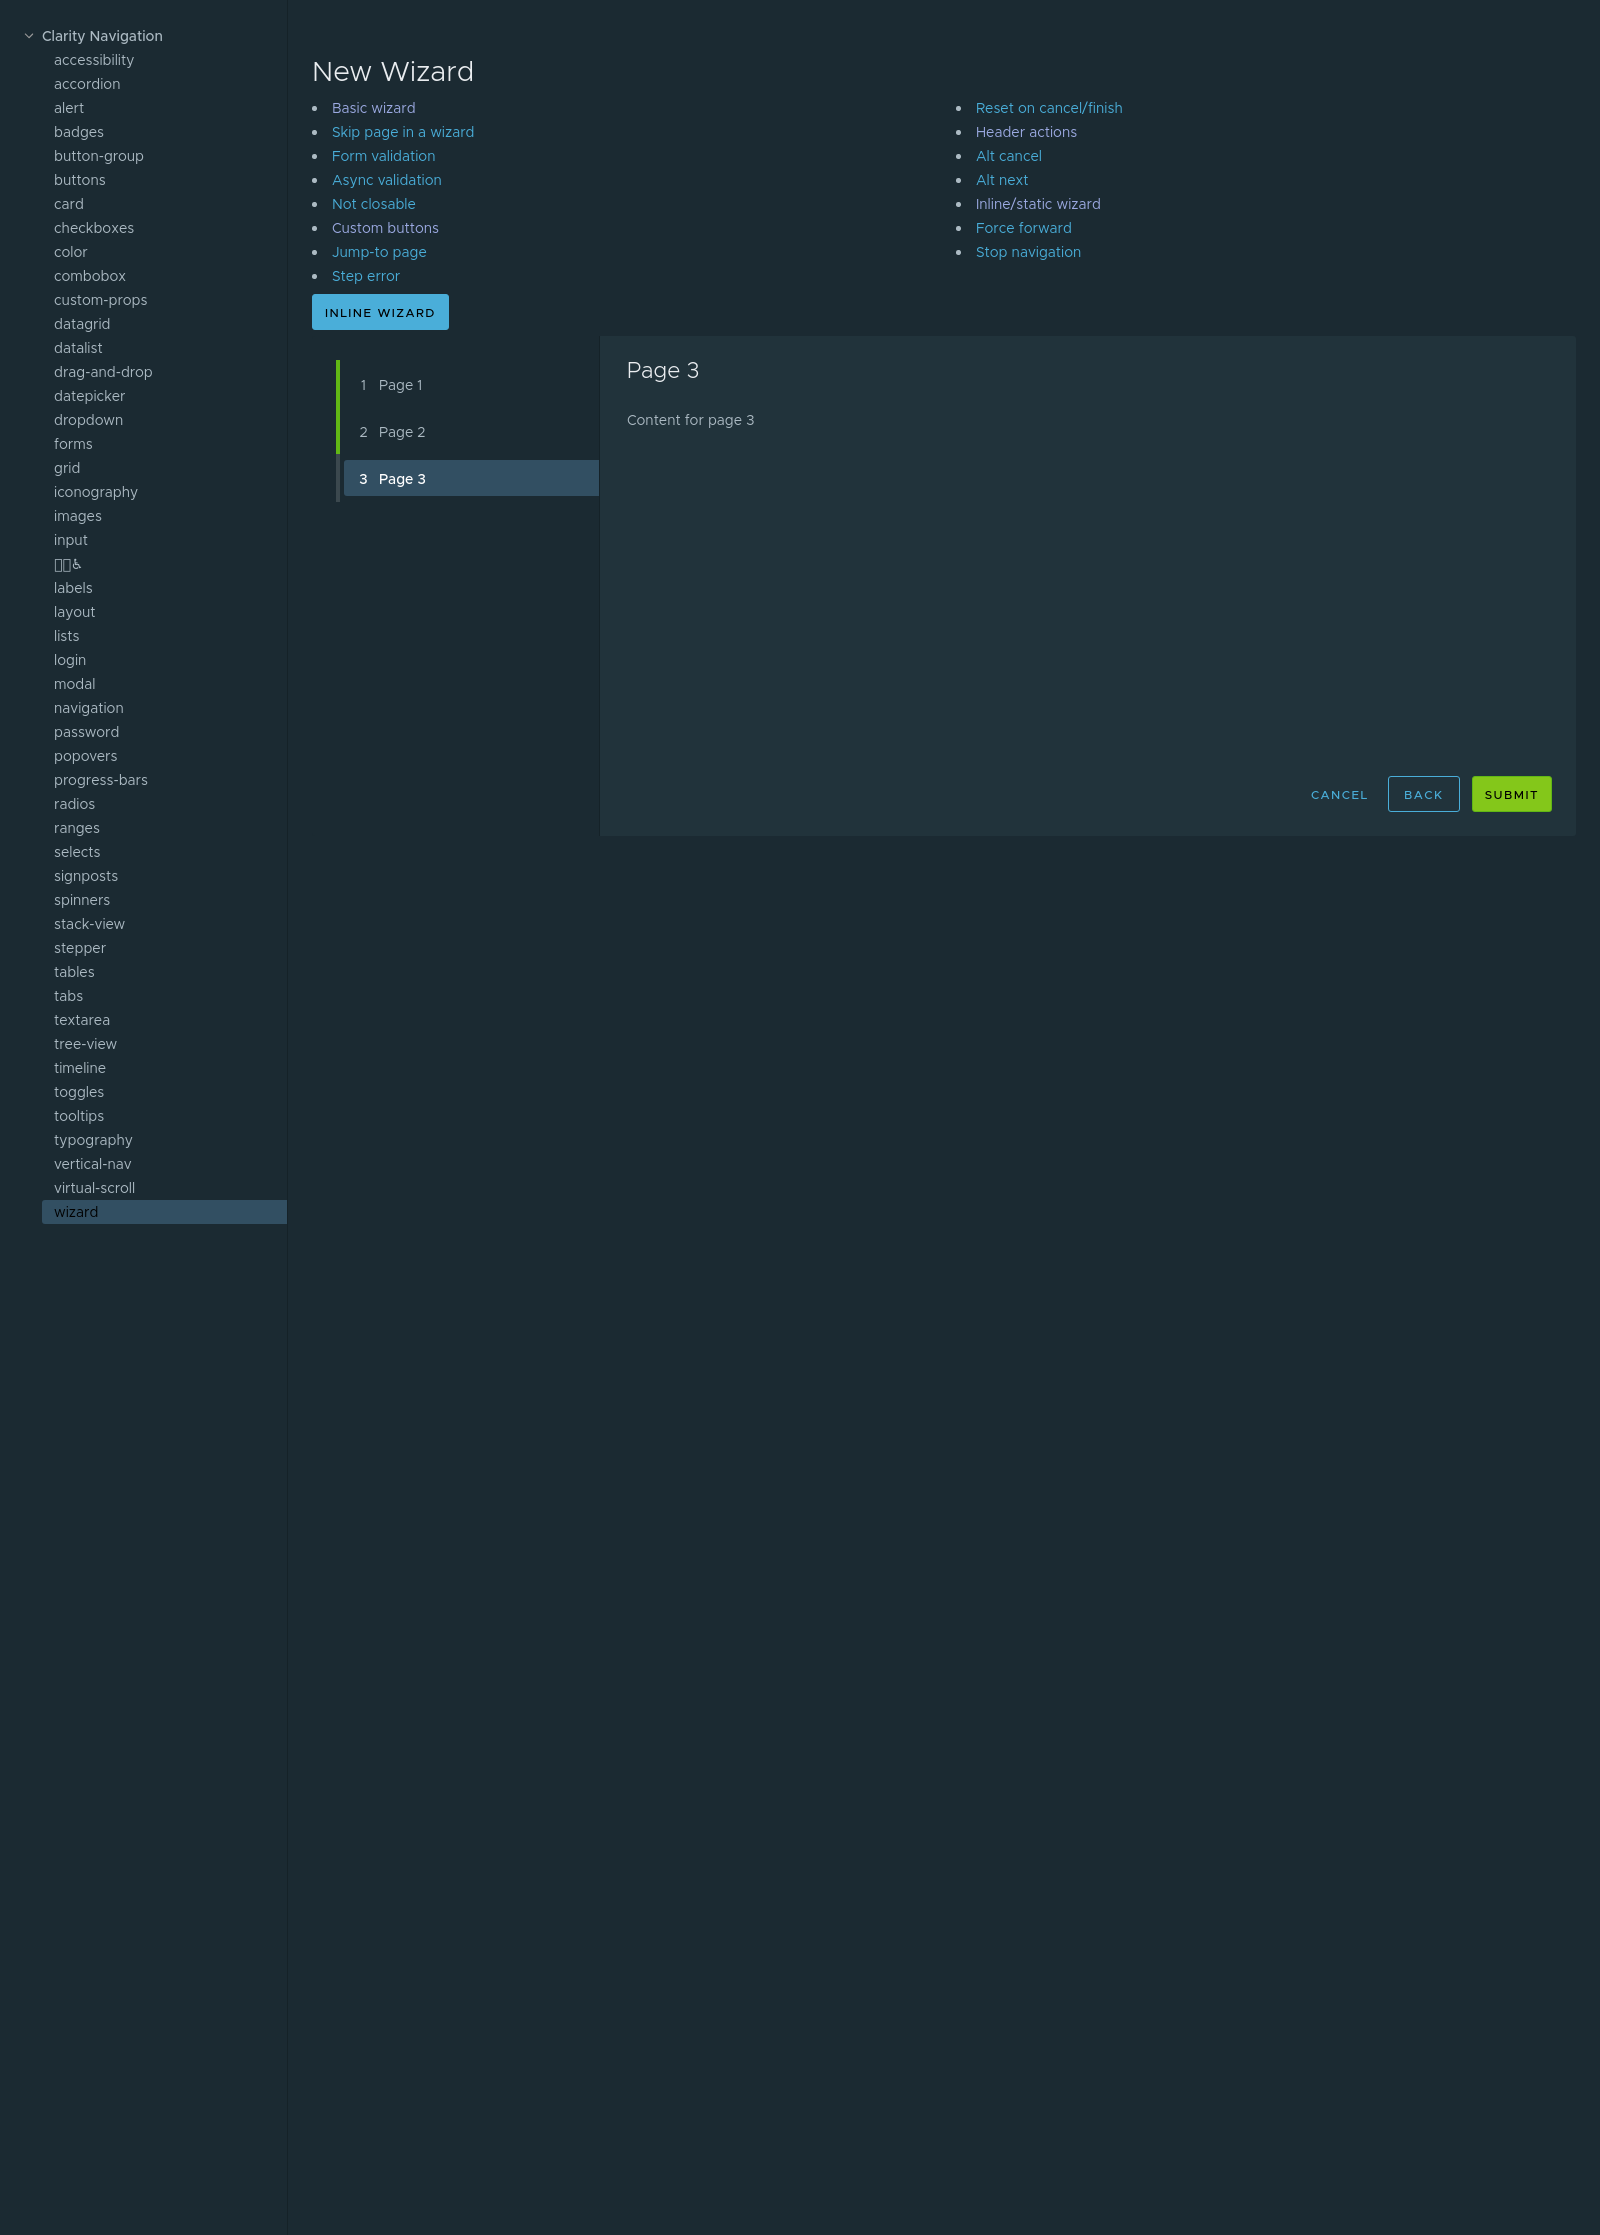 Clarity Navigation
accessibility
accordion
alert
badges
button-group
buttons
card
checkboxes
color
combobox
custom-props
datagrid
datalist
drag-and-drop
datepicker
dropdown
forms
grid
iconography
images
input
♿
labels
layout
lists
login
modal
navigation
password
popovers
progress-bars
radios
ranges
selects
signposts
spinners
stack-view
stepper
tables
tabs
textarea
tree-view
timeline
toggles
tooltips
typography
vertical-nav
virtual-scroll
wizard
New Wizard
Basic wizard
Skip page in a wizard
Form validation
Async validation
Not closable
Custom buttons
Jump-to page
Step error
Reset on cancel/finish
Header actions
Alt cancel
Alt next
Inline/static wizard
Force forward
Stop navigation
INLINE WIZARD
1 Page 1
2 Page 2
3 Page 3
Page 3
Content for page 3
CANCEL
BACK
SUBMIT